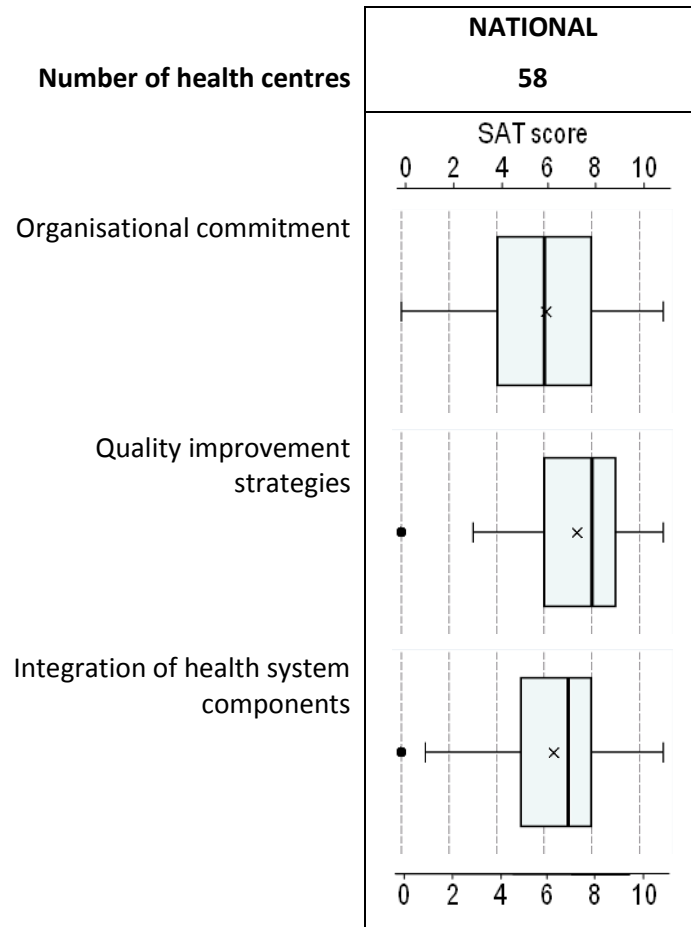 NATIONAL
Number of health centres 58
SAT score
0 2 4 6 8 10
Organisational commitment
Quality improvement
strategies
Integration of health system
components
0 2 4 6 8 10